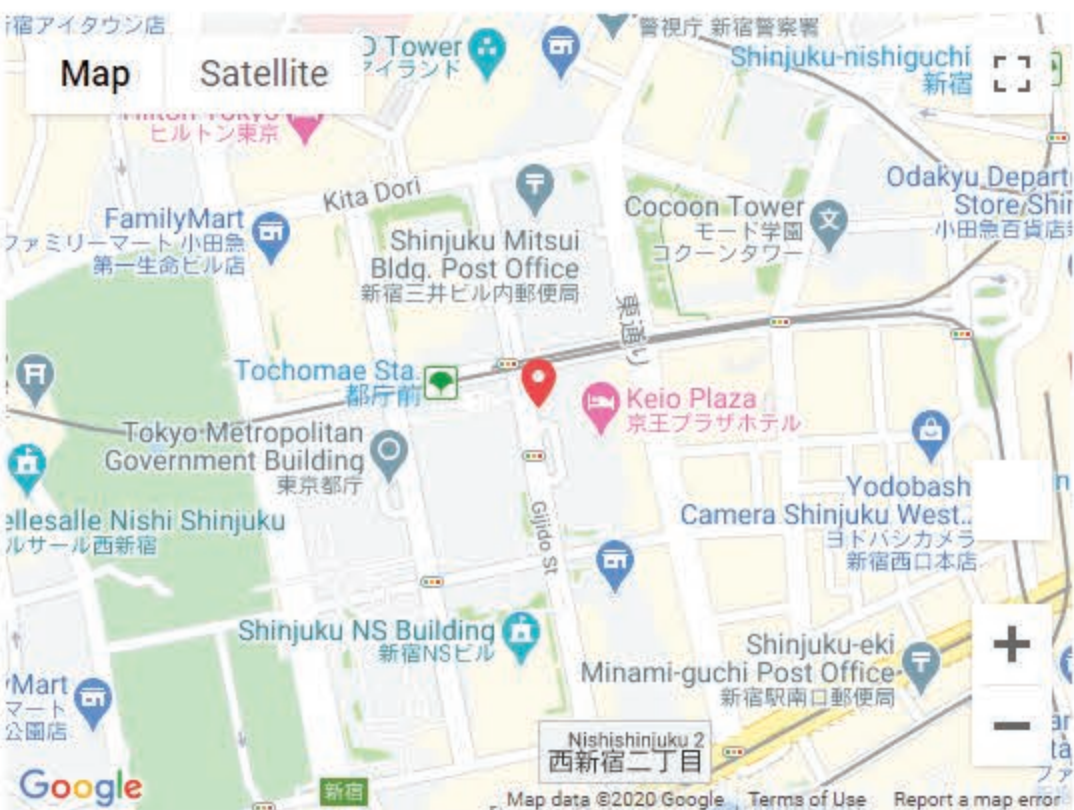 宿アイタウン店
Map
Satellite
Tower
アイランド
警視庁 新宿警察署
Shinjuku-nishiguchi
新宿
Hilton Tokyo
ヒルトン東京
Kita Dori
FamilyMart
ファミリーマート 小田急
第一生命ビル店
Shinjuku Mitsui
Bldg. Post Office
新宿三井ビル内郵便局
Cocoon Tower
モード学園
コクーンタワー
Odakyu Depart
Store Shin
小田急百貨店
東通り
Tochomae Sta.
都庁前
Keio Plaza
京王プラザホテル
Tokyo Metropolitan
Government Building
東京都庁
ellesalle Nishi Shinjuku
ルサール西新宿
Gijido St
Yodobash
Camera Shinjuku West..
ヨドバシカメラ
新宿西口本店
Shinjuku NS Building
新宿NSビル
Shinjuku-eki
Minami-guchi Post Office
新宿駅南口郵便局
Mart
マート
公園店
Nishishinjuku 2
西新宿二丁目
新宿
Google
Map data ©2020 Google
Terms of Use
Report a map error